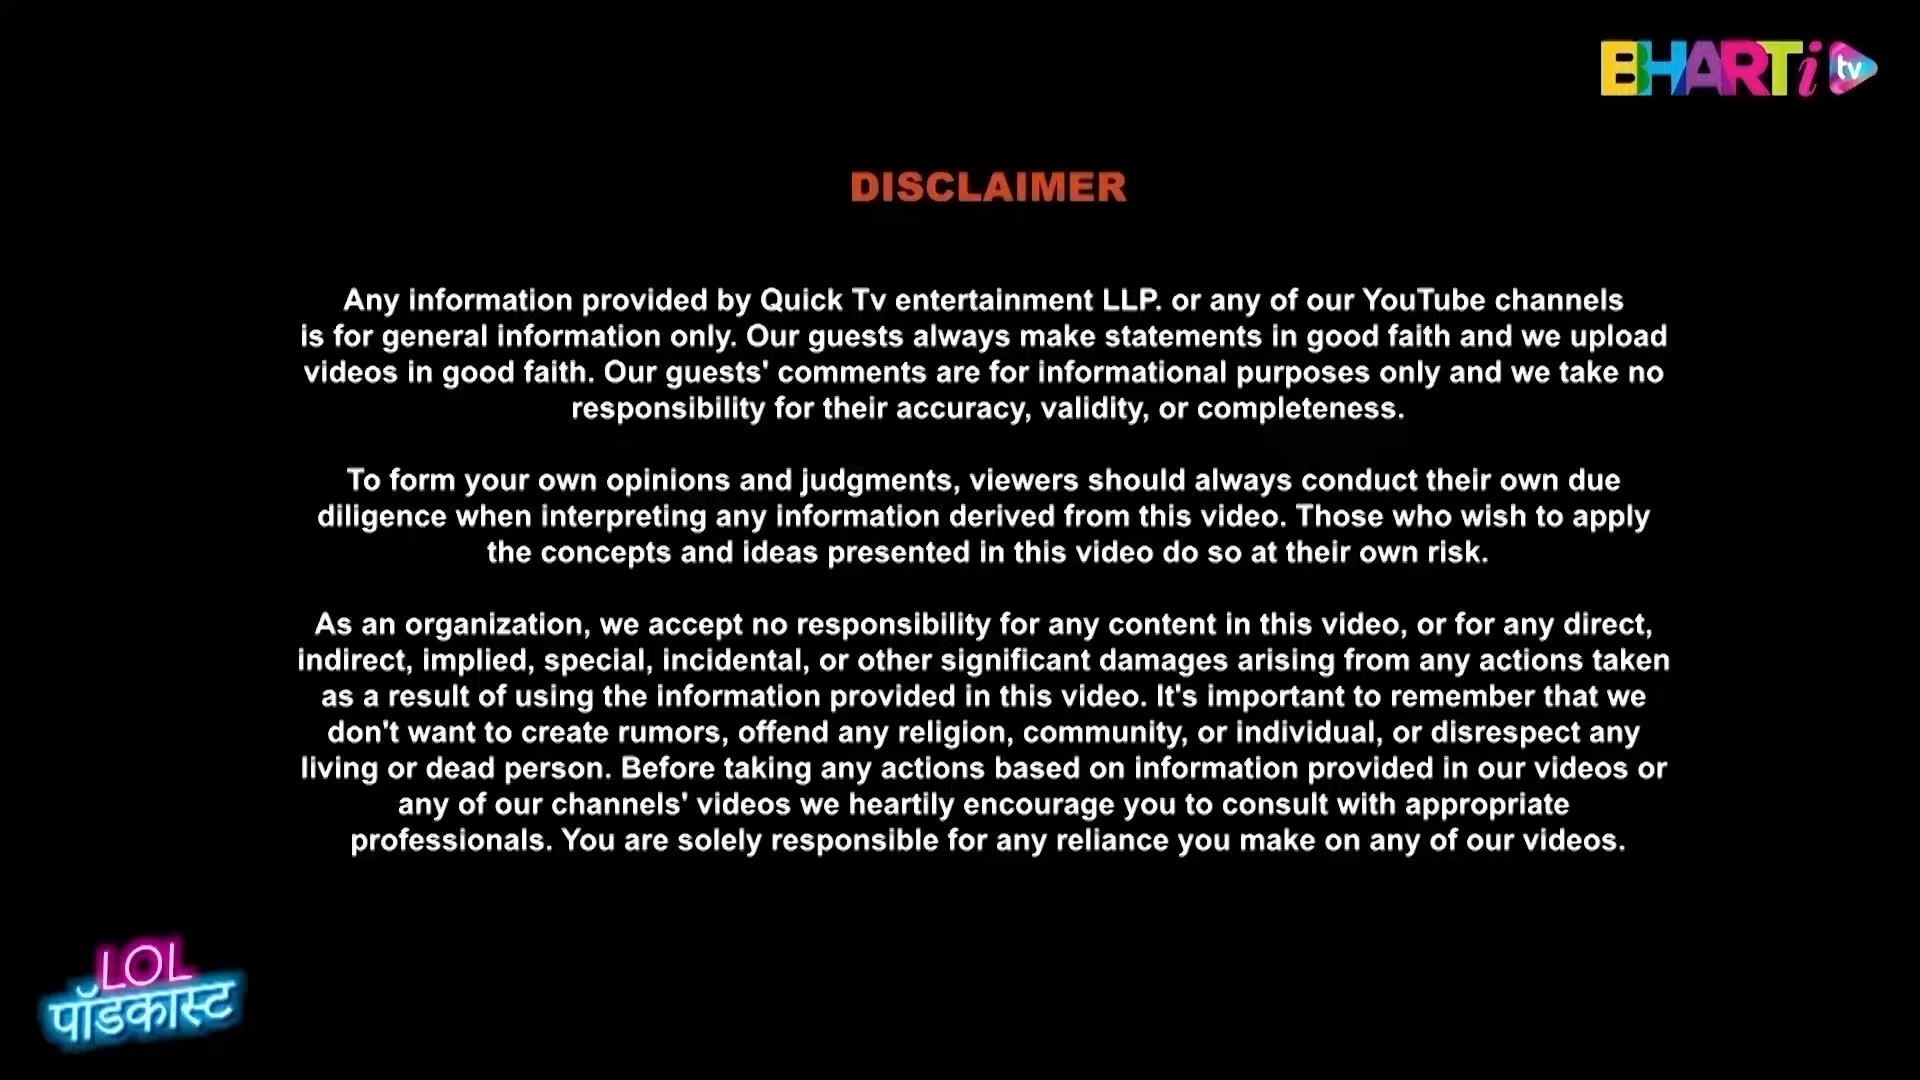 BHARTi tv
DISCLAIMER
Any information provided by Quick Tv entertainment LLP. or any of our YouTube channels
is for general information only. Our guests always make statements in good faith and we upload
videos in good faith. Our guests' comments are for informational purposes only and we take no
responsibility for their accuracy, validity, or completeness.
To form your own opinions and judgments, viewers should always conduct their own due
diligence when interpreting any information derived from this video. Those who wish to apply
the concepts and ideas presented in this video do so at their own risk.
As an organization, we accept no responsibility for any content in this video, or for any direct,
indirect, implied, special, incidental, or other significant damages arising from any actions taken
as a result of using the information provided in this video. It's important to remember that we
don't want to create rumors, offend any religion, community, or individual, or disrespect any
living or dead person. Before taking any actions based on information provided in our videos or
any of our channels' videos we heartily encourage you to consult with appropriate
professionals. You are solely responsible for any reliance you make on any of our videos.
LOL
पॉडकास्ट